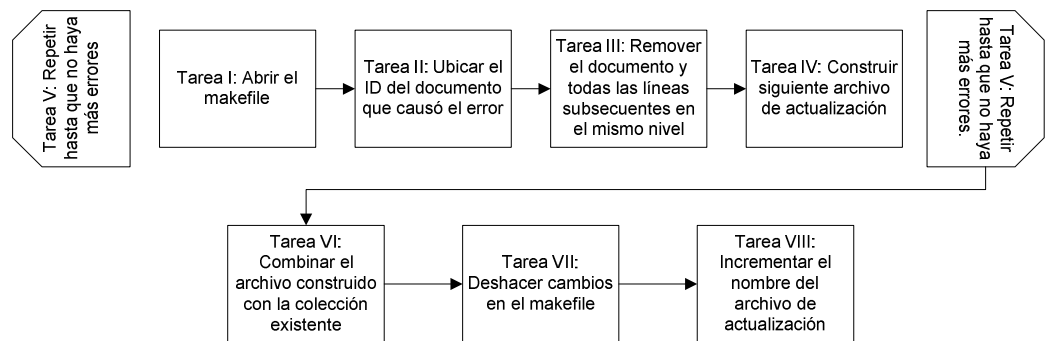 Tarea V: Repetir
hasta que no haya
más errores
Tarea I: Abrir el
makefile
Tarea II: Ubicar el
ID del documento
que causó el error
Tarea III: Remover
el documento y
todas las líneas
subsecuentes en
el mismo nivel
Tarea IV: Construir
siguiente archivo
de actualización
Tarea V: Repetir
hasta que no haya
más errores.
Tarea VI:
Combinar el
archivo construido
con la colección
existente
Tarea VII:
Deshacer cambios
en el makefile
Tarea VIII:
Incrementar el
nombre del
archivo de
actualización